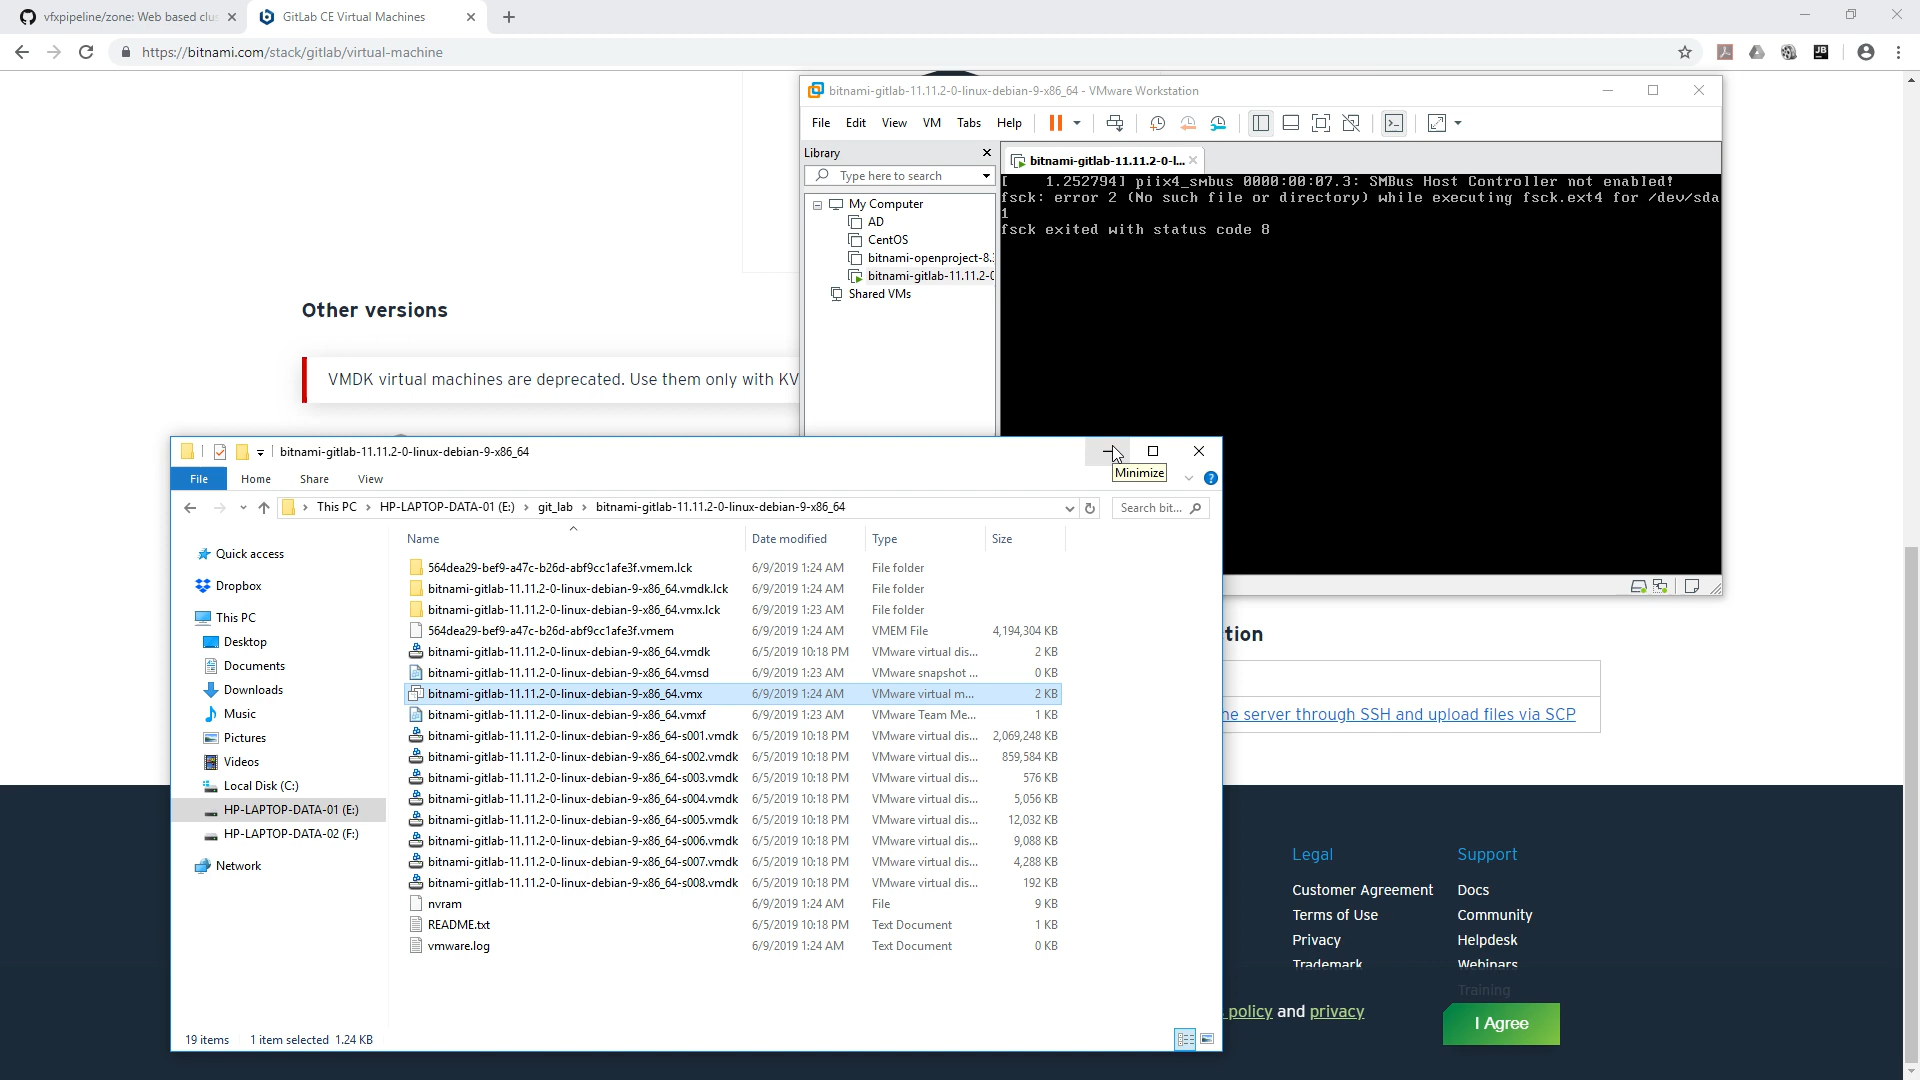 vfxpipeline/zone: Web based clus
GitLab CE Virtual Machines
https://bitnami.com/stack/gitlab/virtual-machine
JB
bitnami-gitlab-11.11.2-0-linux-debian-9-x86_64 - VMware Workstation
File Edit View VM Tabs Help
Library
Type here to search
My Computer
AD
CentOS
bitnami-openproject-8.
bitnami-gitlab-11.11.2-0
Shared VMs
bitnami-gitlab-11.11.2-0-l...
[ 1.252794] piix4_smbus 0000:00:07.3: SMBus Host Controller not enabled!
fsck: error 2 (No such file or directory) while executing fsck.ext4 for /dev/sda
1
fsck exited with status code 8
Other versions
VMDK virtual machines are deprecated. Use them only with KV
bitnami-gitlab-11.11.2-0-linux-debian-9-x86_64
Minimize
File Home Share View
This PC > HP-LAPTOP-DATA-01 (E:) > git_lab > bitnami-gitlab-11.11.2-0-linux-debian-9-x86_64
Search bit...
Quick access
Dropbox
This PC
Desktop
Documents
Downloads
Music
Pictures
Videos
Local Disk (C:)
HP-LAPTOP-DATA-01 (E:)
HP-LAPTOP-DATA-02 (F:)
Network
Name Date modified Type Size
564dea29-bef9-a47c-b26d-abf9cc1afe3f.vmem.lck 6/9/2019 1:24 AM File folder
bitnami-gitlab-11.11.2-0-linux-debian-9-x86_64.vmdk.lck 6/9/2019 1:24 AM File folder
bitnami-gitlab-11.11.2-0-linux-debian-9-x86_64.vmx.lck 6/9/2019 1:23 AM File folder
564dea29-bef9-a47c-b26d-abf9cc1afe3f.vmem 6/9/2019 1:24 AM VMEM File 4,194,304 KB
bitnami-gitlab-11.11.2-0-linux-debian-9-x86_64.vmdk 6/5/2019 10:18 PM VMware virtual dis... 2 KB
bitnami-gitlab-11.11.2-0-linux-debian-9-x86_64.vmsd 6/9/2019 1:23 AM VMware snapshot ... 0 KB
bitnami-gitlab-11.11.2-0-linux-debian-9-x86_64.vmx 6/9/2019 1:24 AM VMware virtual m... 2 KB
bitnami-gitlab-11.11.2-0-linux-debian-9-x86_64.vmxf 6/9/2019 1:23 AM VMware Team Me... 1 KB
bitnami-gitlab-11.11.2-0-linux-debian-9-x86_64-s001.vmdk 6/5/2019 10:18 PM VMware virtual dis... 2,069,248 KB
bitnami-gitlab-11.11.2-0-linux-debian-9-x86_64-s002.vmdk 6/5/2019 10:18 PM VMware virtual dis... 859,584 KB
bitnami-gitlab-11.11.2-0-linux-debian-9-x86_64-s003.vmdk 6/5/2019 10:18 PM VMware virtual dis... 576 KB
bitnami-gitlab-11.11.2-0-linux-debian-9-x86_64-s004.vmdk 6/5/2019 10:18 PM VMware virtual dis... 5,056 KB
bitnami-gitlab-11.11.2-0-linux-debian-9-x86_64-s005.vmdk 6/5/2019 10:18 PM VMware virtual dis... 12,032 KB
bitnami-gitlab-11.11.2-0-linux-debian-9-x86_64-s006.vmdk 6/5/2019 10:18 PM VMware virtual dis... 9,088 KB
bitnami-gitlab-11.11.2-0-linux-debian-9-x86_64-s007.vmdk 6/5/2019 10:18 PM VMware virtual dis... 4,288 KB
bitnami-gitlab-11.11.2-0-linux-debian-9-x86_64-s008.vmdk 6/5/2019 10:18 PM VMware virtual dis... 192 KB
nvram 6/9/2019 1:24 AM File 9 KB
README.txt 6/5/2019 10:18 PM Text Document 1 KB
vmware.log 6/9/2019 1:24 AM Text Document 0 KB
19 items 1 item selected 1.24 KB
tion
he server through SSH and upload files via SCP
Legal
Customer Agreement
Terms of Use
Privacy
Trademark
Support
Docs
Community
Helpdesk
Webinars
Training
policy and privacy
I Agree